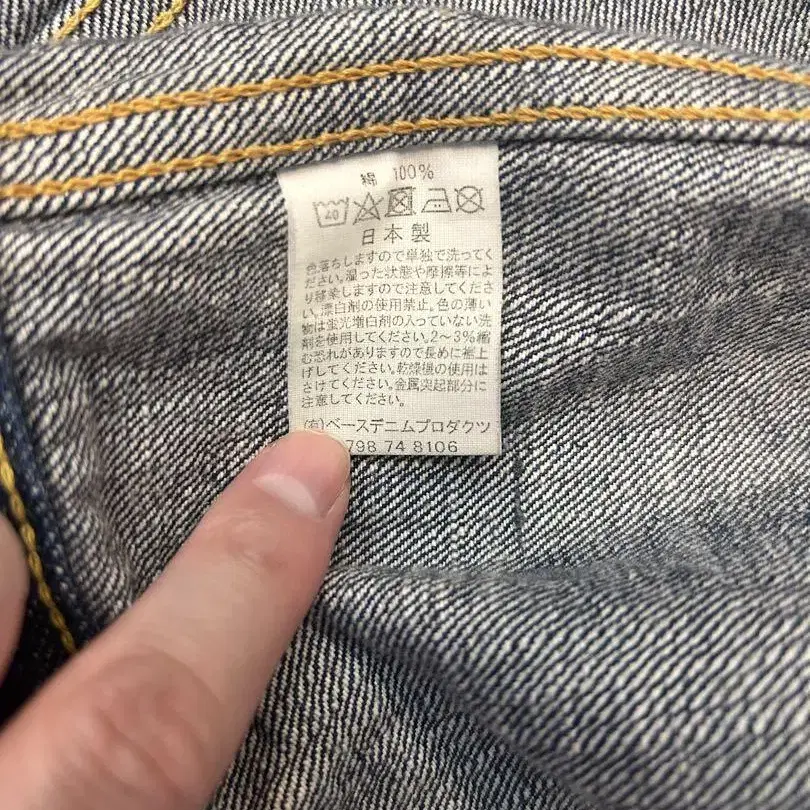 綿 100%
40
日本製
色落ちしますので単独で洗ってく
ださい。湿った状態や摩擦等によ
り移染しますので注意してくださ
い。漂白剤の使用禁止。色の薄い
物は蛍光増白剤の入っていない洗
剤を使用してください。2〜3%縮
む恐れがありますので長めに裾上
げしてください。乾燥機の使用は
さけてください。金属突起部分に
注意してください。
(有)ベースデニムプロダクツ
798 74 8106